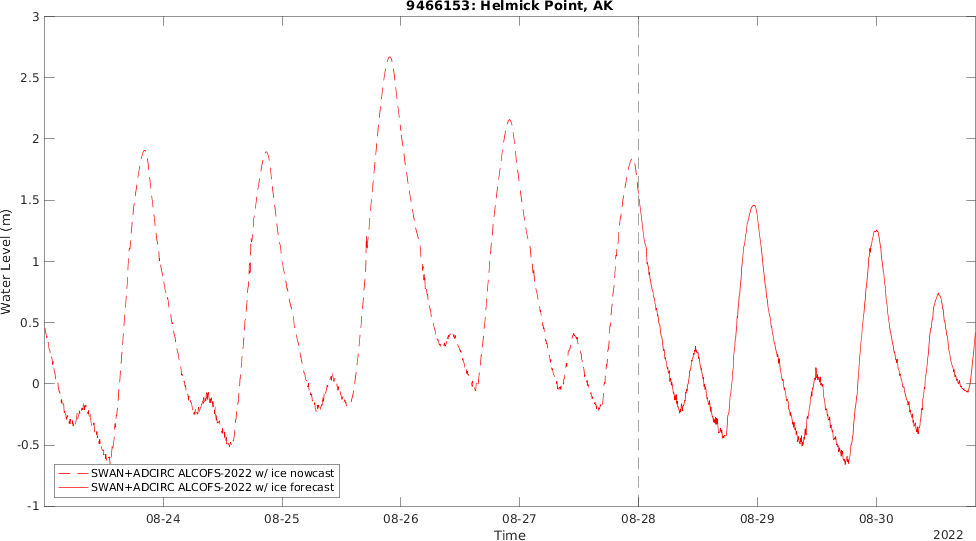 9466153: Helmick Point, AK
3
2.5
2
1.5
1
0.5
0
-0.5
-1
Water Level (m)
SWAN+ADCIRC ALCOFS-2022 w/ ice nowcast
SWAN+ADCIRC ALCOFS-2022 w/ ice forecast
08-24 08-25 08-26 08-27 08-28 08-29 08-30
Time
2022